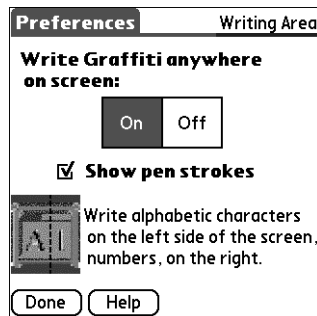 Preferences Writing Area
Write Graffiti anywhere
on screen:
On Off
Show pen strokes
A 1
Write alphabetic characters
on the left side of the screen,
numbers, on the right.
Done Help